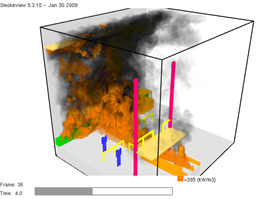 Smokeview 5.3.10 - Jan 30 2009
>395 (kW/m3)
Frame: 36
Time: 4.0